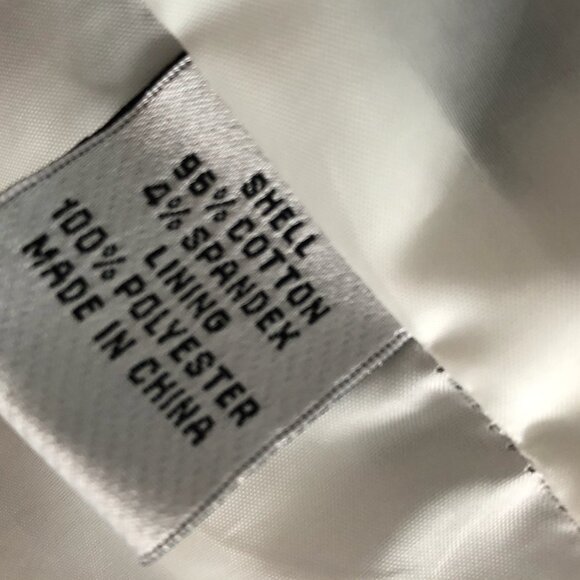 SHELL
96% COTTON
4% SPANDEX
LINING
100% POLYESTER
MADE IN CHINA